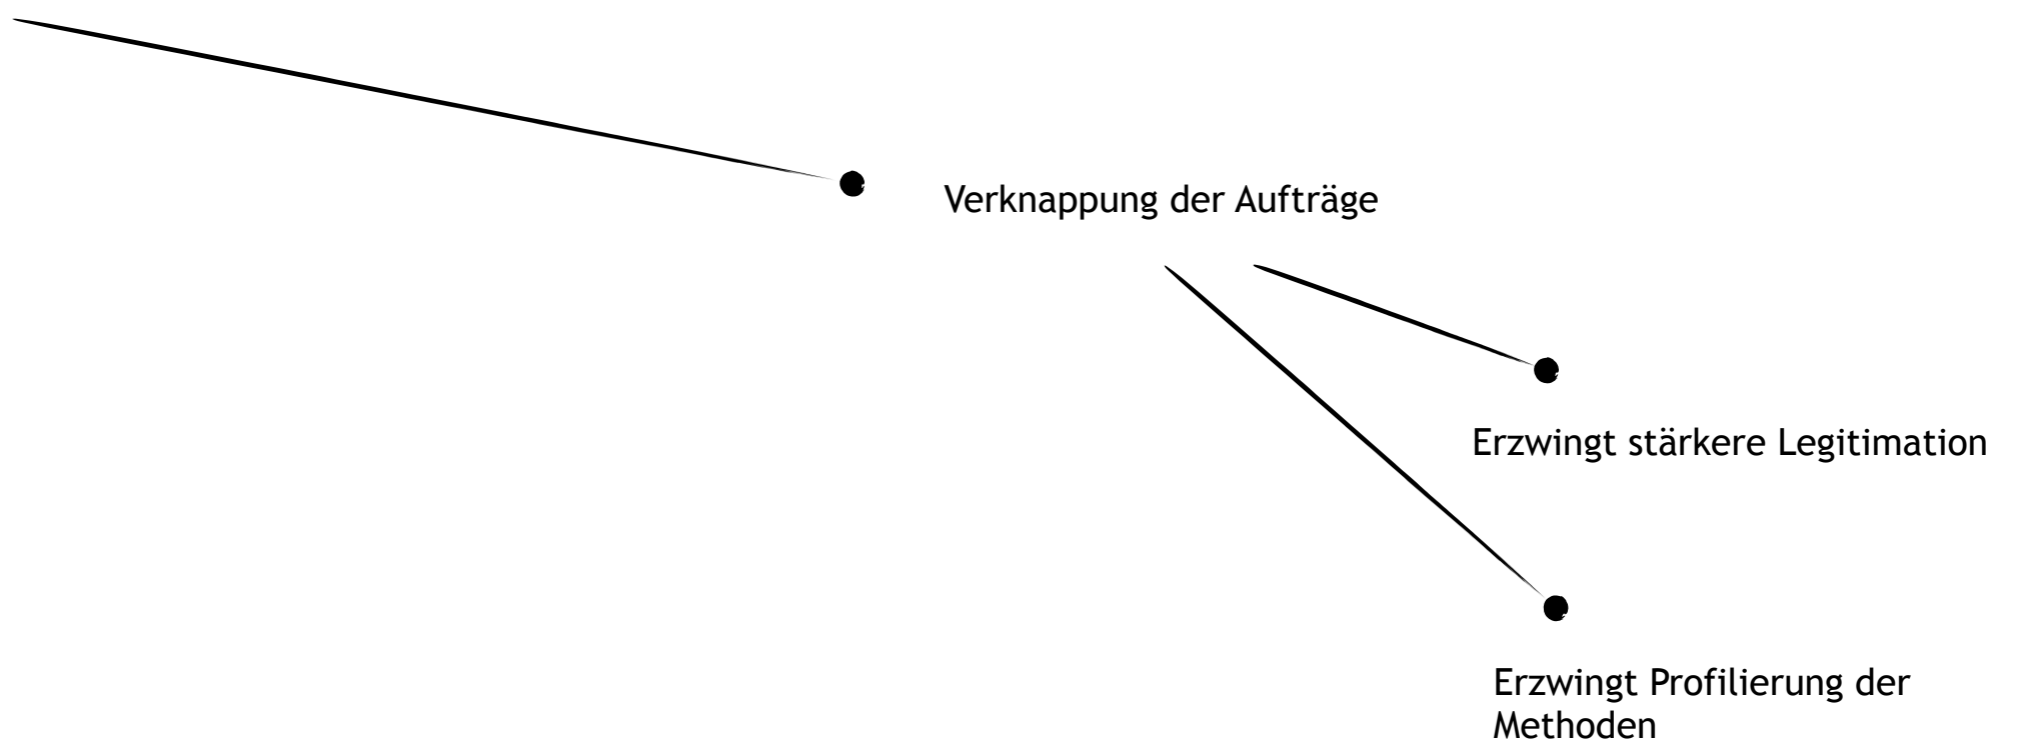 Verknappung der Aufträge
Erzwingt stärkere Legitimation
Erzwingt Profilierung der
Methoden